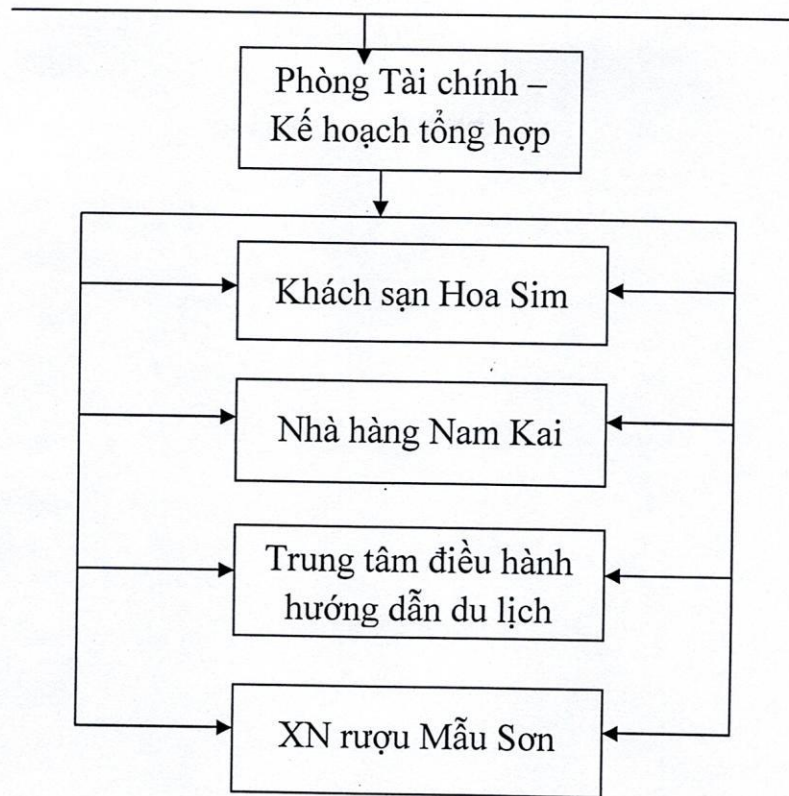 Phòng Tài chính –
Kế hoạch tổng hợp
Khách sạn Hoa Sim
Nhà hàng Nam Kai
Trung tâm điều hành
hướng dẫn du lịch
XN rượu Mẫu Sơn